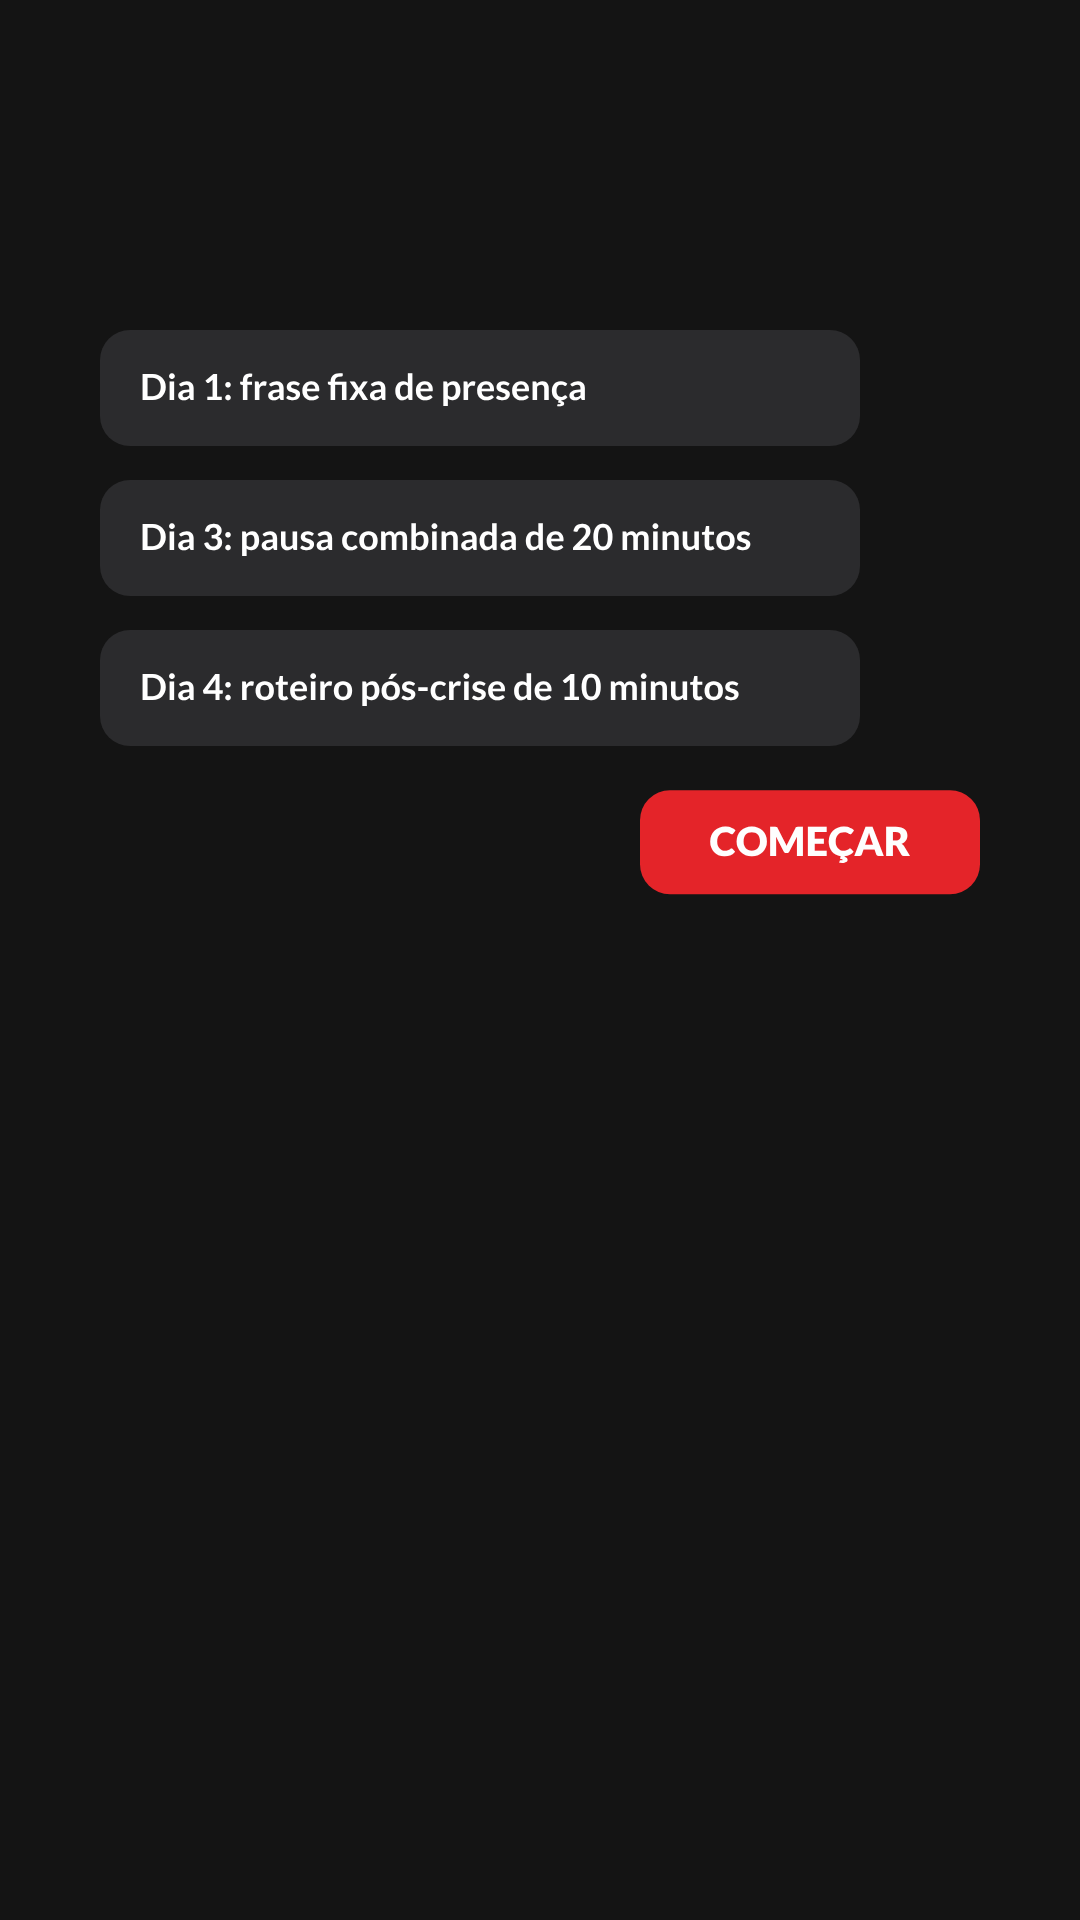 Dia 1: frase fixa de presença
Dia 3: pausa combinada de 20 minutos
Dia 4: roteiro pós-crise de 10 minutos
COMEÇAR